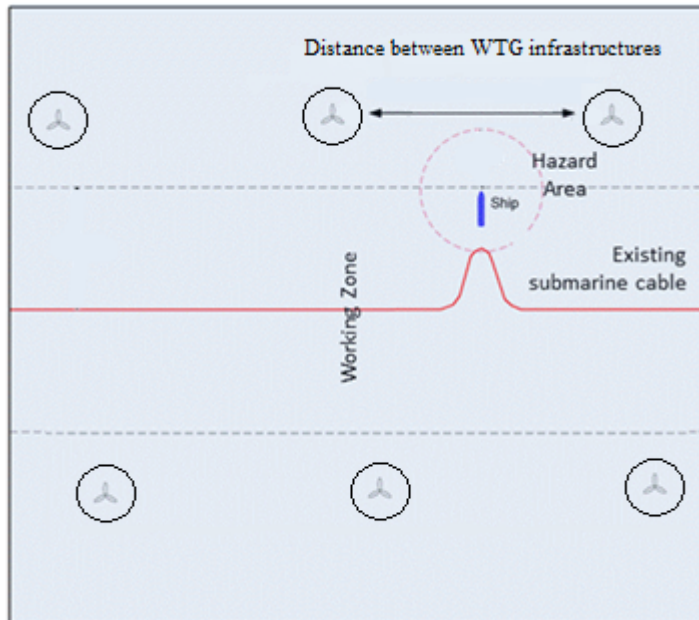 Distance between WTG infrastructures
Hazard
Area
Ship
Existing
submarine cable
Working Zone